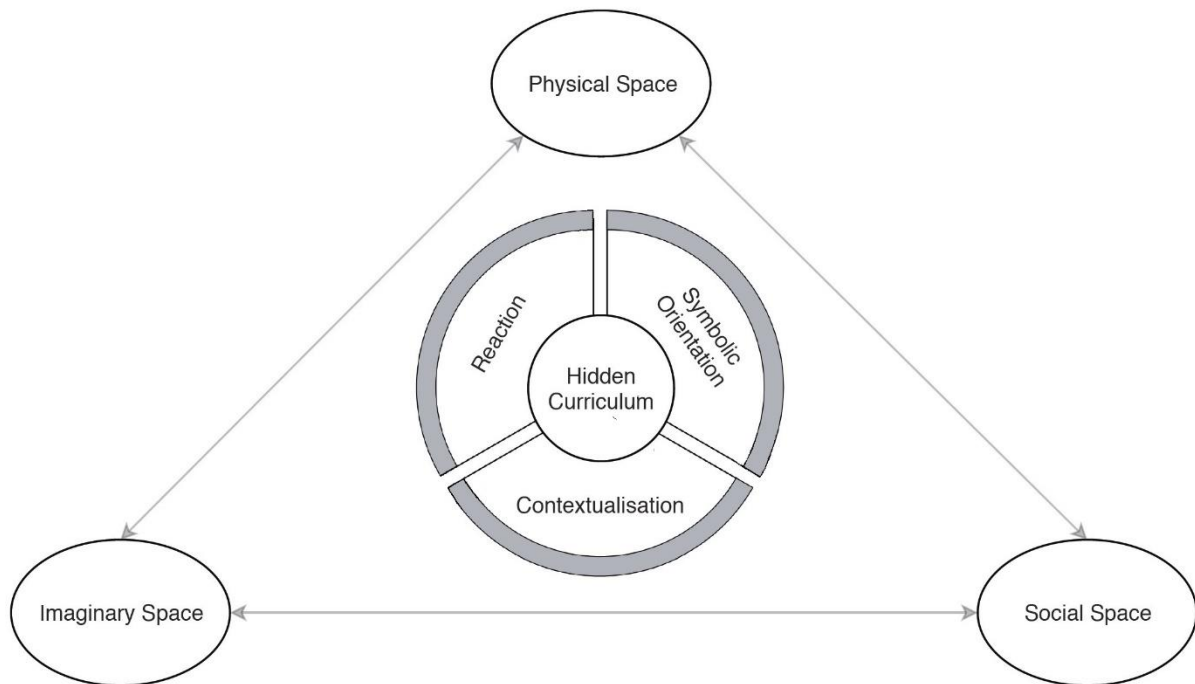 Physical Space
Reaction
Symbolic
Orientation
Hidden
Curriculum
Contextualisation
Imaginary Space
Social Space